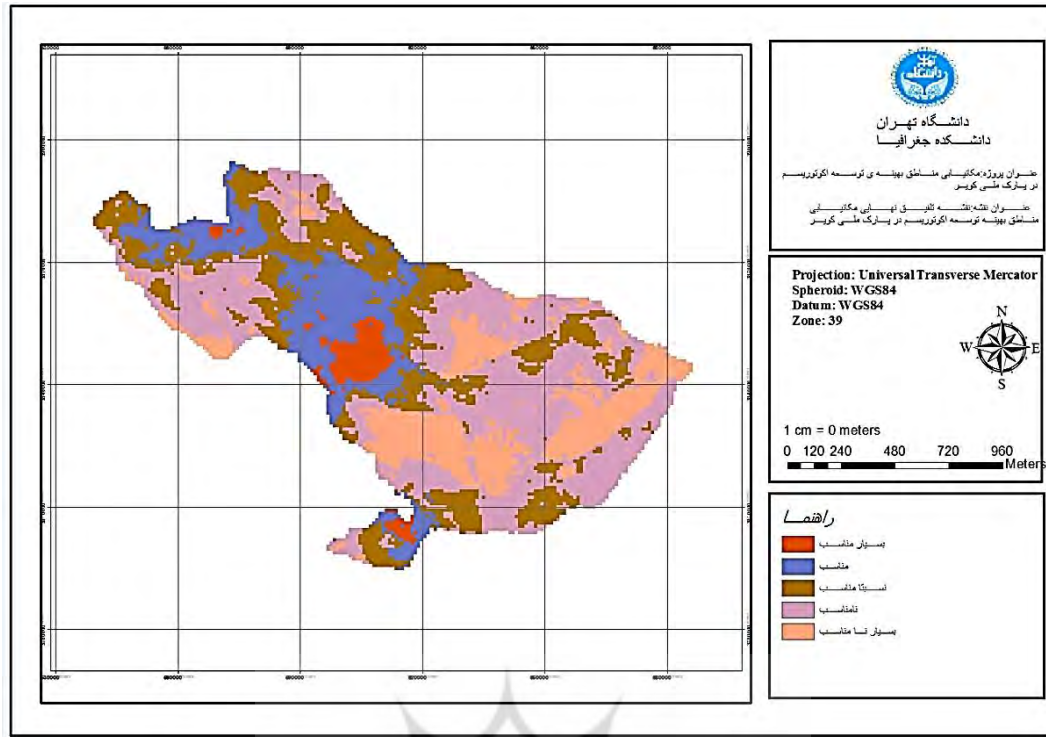 دانشگاه تهران
دانشکده جغرافیا
عنوان پروژه:مکانیابی مناطق بهینه ی توسعه اکوتوریسم
در پارک ملی کویر
عنوان نقشه:نقشه تلفیق نهایی مکانیابی
مناطق بهینه توسعه اکوتوریسم در پارک ملی کویر
Projection: Universal Transverse Mercator
Spheroid: WGS84
Datum: WGS84
Zone: 39
N
W E
S
1 cm = 0 meters
0 120 240 480 720 960
Meters
راهنما
بسیار مناسب
مناسب
نسبتا مناسب
نامناسب
بسیار نا مناسب